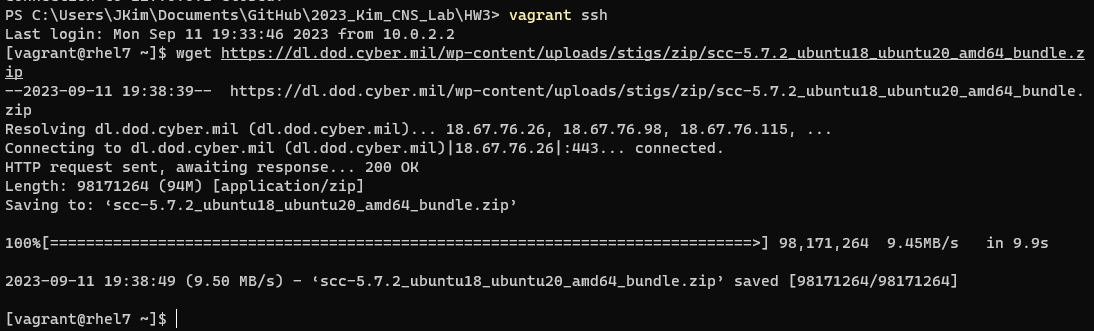 PS C:\Users\JKim\Documents\GitHub\2023_Kim_CNS_Lab\HW3> vagrant ssh
Last login: Mon Sep 11 19:33:46 2023 from 10.0.2.2
[vagrant@rhel7 ~]$ wget https://dl.dod.cyber.mil/wp-content/uploads/stigs/zip/scc-5.7.2_ubuntu18_ubuntu20_amd64_bundle.z
ip
--2023-09-11 19:38:39--  https://dl.dod.cyber.mil/wp-content/uploads/stigs/zip/scc-5.7.2_ubuntu18_ubuntu20_amd64_bundle.
zip
Resolving dl.dod.cyber.mil (dl.dod.cyber.mil)... 18.67.76.26, 18.67.76.98, 18.67.76.115, ...
Connecting to dl.dod.cyber.mil (dl.dod.cyber.mil)|18.67.76.26|:443... connected.
HTTP request sent, awaiting response... 200 OK
Length: 98171264 (94M) [application/zip]
Saving to: ‘scc-5.7.2_ubuntu18_ubuntu20_amd64_bundle.zip’
100%[==============================================================================>] 98,171,264  9.45MB/s   in 9.9s
2023-09-11 19:38:49 (9.50 MB/s) - ‘scc-5.7.2_ubuntu18_ubuntu20_amd64_bundle.zip’ saved [98171264/98171264]
[vagrant@rhel7 ~]$